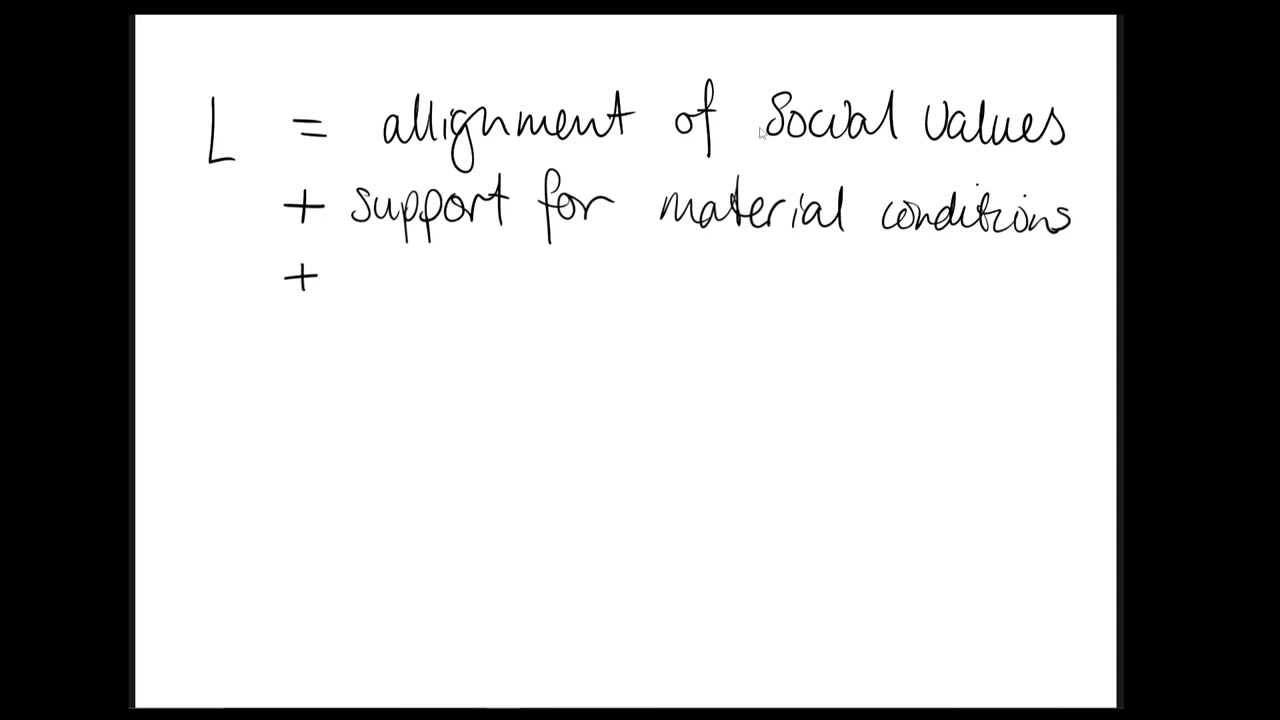 L = allignment of social values
+ support for material conditions
+